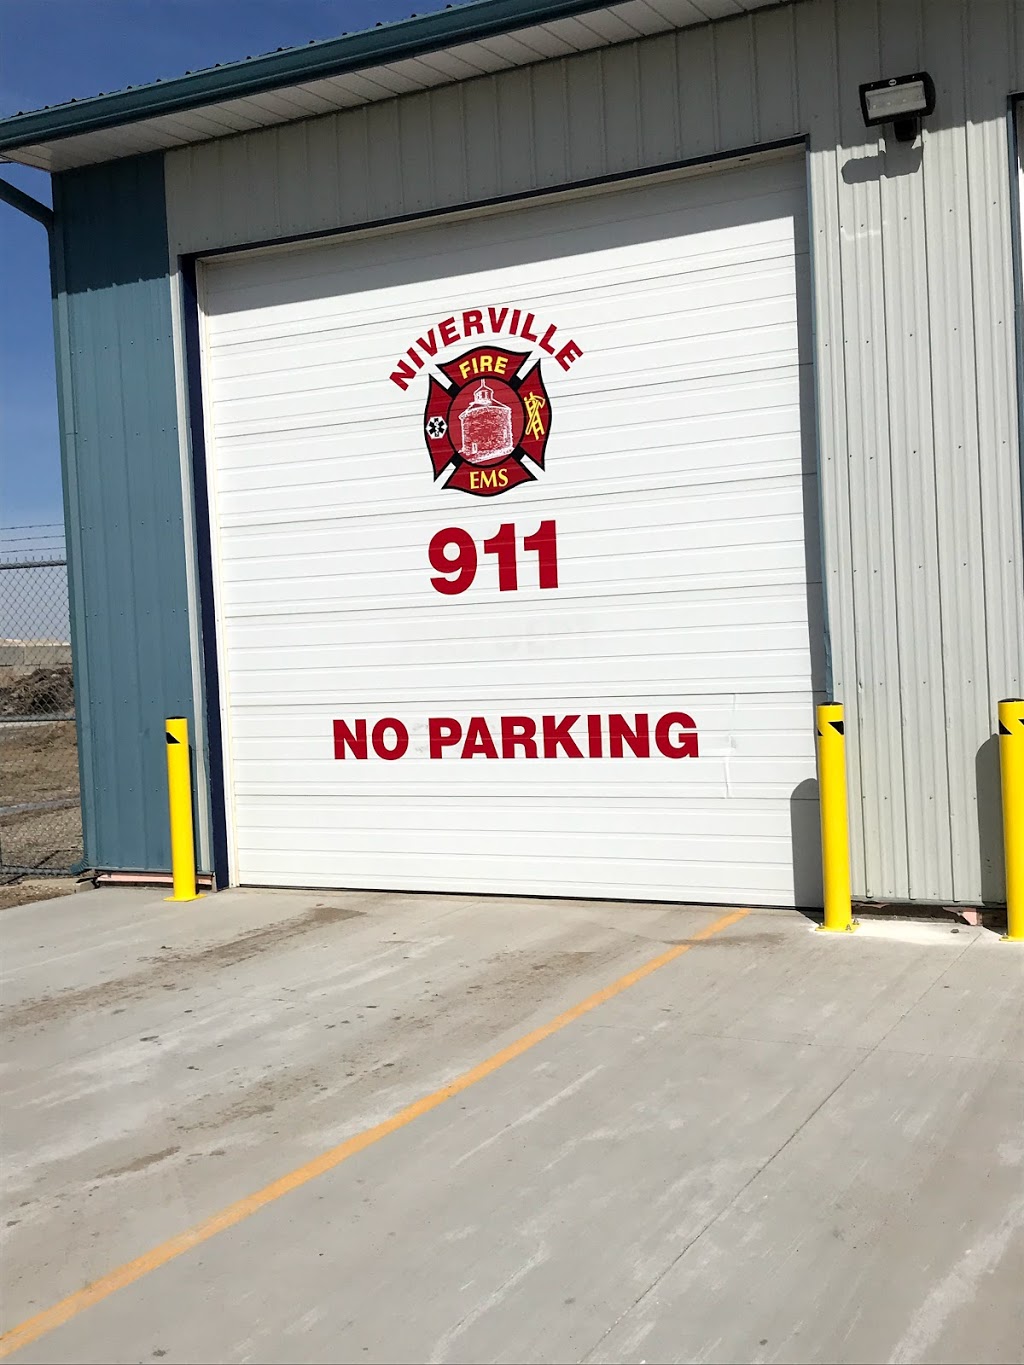 NIVERVILLE
FIRE
EMS
911
NO PARKING